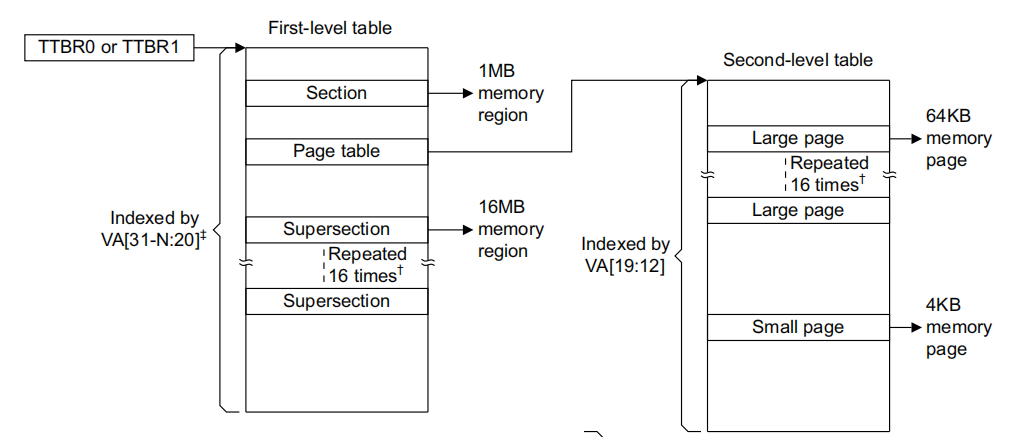 First-level table
TTBR0 or TTBR1
Section
1MB
memory
region
Page table
Supersection
16MB
memory
region
Repeated
16 times†
Supersection
Indexed by
VA[31-N:20]‡
Second-level table
Large page
64KB
memory
page
Repeated
16 times†
Large page
Indexed by
VA[19:12]
Small page
4KB
memory
page